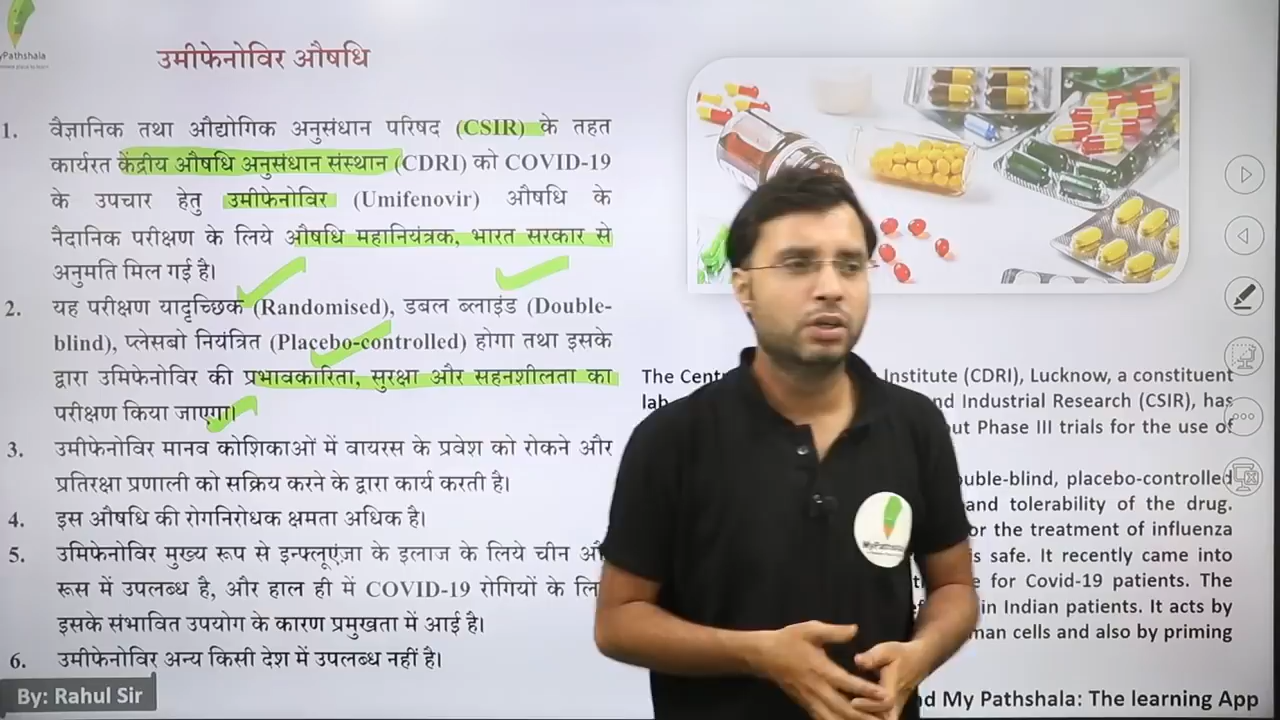 yPathshala
उमीफेनोविर औषधि
1. वैज्ञानिक तथा औद्योगिक अनुसंधान परिषद (CSIR) के तहत
कार्यरत केंद्रीय औषधि अनुसंधान संस्थान (CDRI) को COVID-19
के उपचार हेतु उमीफेनोविर (Umifenovir) औषधि के
नैदानिक परीक्षण के लिये औषधि महानियंत्रक, भारत सरकार से
अनुमति मिल गई है।
2. यह परीक्षण यादृच्छिक (Randomised), डबल ब्लाइंड (Double-
blind), प्लेसबो नियंत्रित (Placebo-controlled) होगा तथा इसके
द्वारा उमिफेनोविर की प्रभावकारिता, सुरक्षा और सहनशीलता का
परीक्षण किया जाएगा।
3. उमीफेनोविर मानव कोशिकाओं में वायरस के प्रवेश को रोकने और
प्रतिरक्षा प्रणाली को सक्रिय करने के द्वारा कार्य करती है।
4. इस औषधि की रोगनिरोधक क्षमता अधिक है।
5. उमिफेनोविर मुख्य रूप से इन्फ्लूएंज़ा के इलाज के लिये चीन
रूस में उपलब्ध है, और हाल ही में COVID-19 रोगियों के
इसके संभावित उपयोग के कारण प्रमुखता में आई है।
6. उमीफेनोविर अन्य किसी देश में उपलब्ध नहीं है।
The Institute (CDRI), Lucknow, a constituent
and Industrial Research (CSIR), has
Phase III trials for the use of
placebo-controlled
and tolerability of the drug.
or the treatment of influenza
is safe. It recently came into
for Covid-19 patients. The
in Indian patients. It acts by
cells and also by priming
MyPathshala
By: Rahul Sir
My Pathshala: The learning App